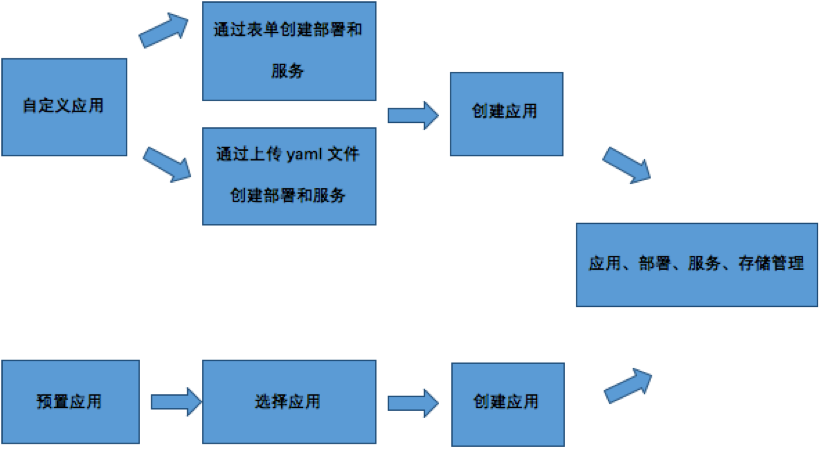 通过表单创建部署和
服务
自定义应用
创建应用
通过上传 yaml 文件
创建部署和服务
应用、部署、服务、存储管理
预置应用
选择应用
创建应用